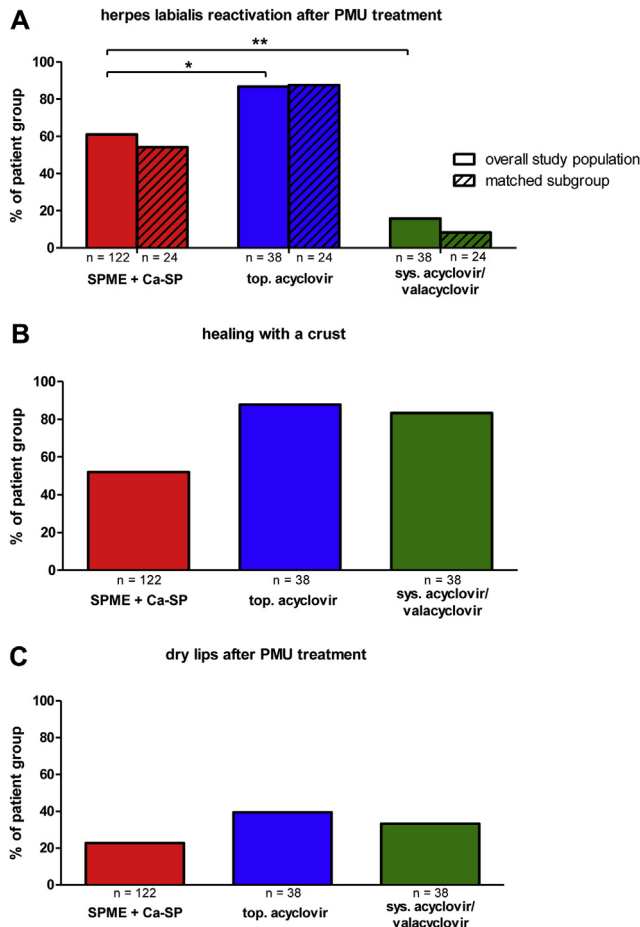 A
herpes labialis reactivation after PMU treatment
**
*
% of patient group
100
80
60
40
20
0
overall study population
matched subgroup
n = 122 n = 24 n = 38 n = 24 n = 38 n = 24
SPME + Ca-SP top. acyclovir sys. acyclovir/
valacyclovir
B
healing with a crust
% of patient group
100
80
60
40
20
0
n = 122 n = 38 n = 38
SPME + Ca-SP top. acyclovir sys. acyclovir/
valacyclovir
C
dry lips after PMU treatment
% of patient group
100
80
60
40
20
0
n = 122 n = 38 n = 38
SPME + Ca-SP top. acyclovir sys. acyclovir/
valacyclovir